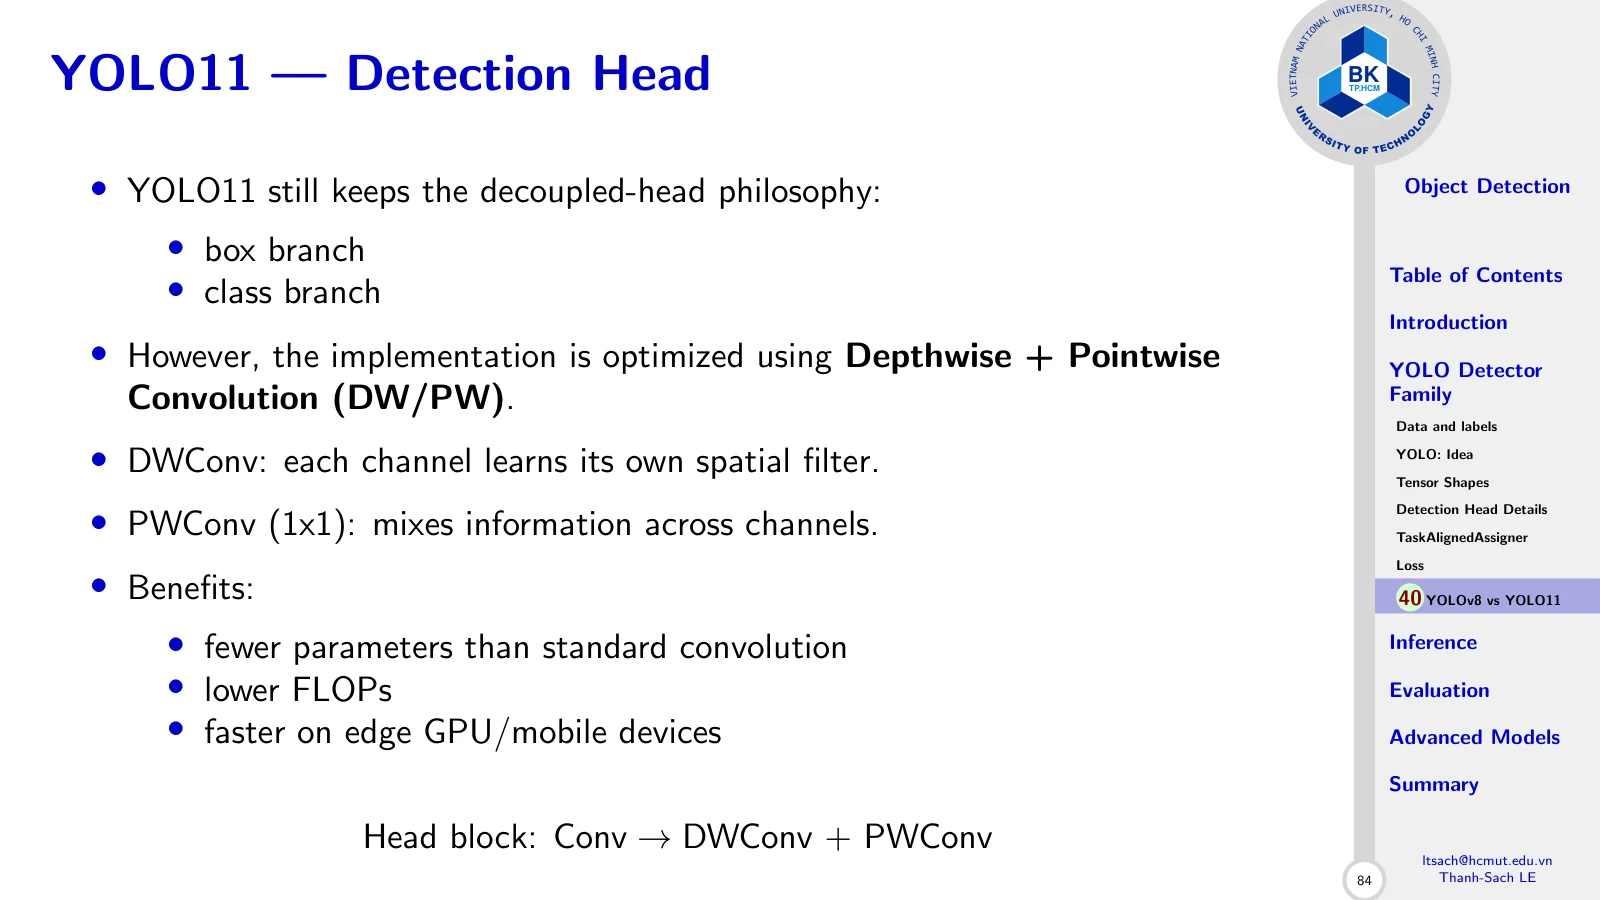 YOLO11 — Detection Head
• YOLO11 still keeps the decoupled-head philosophy:
• box branch
• class branch
• However, the implementation is optimized using Depthwise + Pointwise
Convolution (DW/PW).
• DWConv: each channel learns its own spatial filter.
• PWConv (1x1): mixes information across channels.
• Benefits:
• fewer parameters than standard convolution
• lower FLOPs
• faster on edge GPU/mobile devices
Head block: Conv → DWConv + PWConv
VIETNAM NATIONAL UNIVERSITY, HO CHI MINH CITY
BK
TP.HCM
UNIVERSITY OF TECHNOLOGY
Object Detection
Table of Contents
Introduction
YOLO Detector
Family
Data and labels
YOLO: Idea
Tensor Shapes
Detection Head Details
TaskAlignedAssigner
Loss
40 YOLOv8 vs YOLO11
Inference
Evaluation
Advanced Models
Summary
ltsach@hcmut.edu.vn
Thanh-Sach LE
84